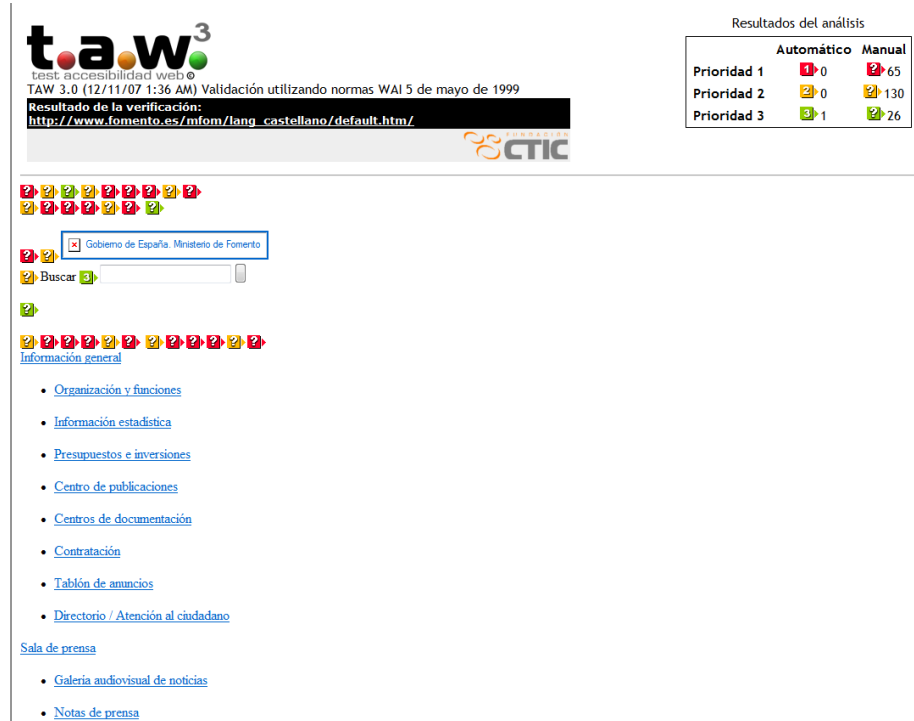 t.a.w3
test accesibilidad web
TAW 3.0 (12/11/07 1:36 AM) Validación utilizando normas WAI 5 de mayo de 1999
Resultado de la verificación:
http://www.fomento.es/mfom/lang_castellano/default.htm/
FUNDACIÓN
CTIC
Resultados del análisis
Automático Manual
Prioridad 1 1 0 ? 65
Prioridad 2 2 0 ? 130
Prioridad 3 3 1 ? 26
? ? ? ? ? ? ? ? ?
? ? ? ? ? ? ?
? ? Gobierno de España. Ministerio de Fomento
? Buscar 3
?
? ? ? ? ? ? ? ? ? ? ? ?
Información general
Organización y funciones
Información estadistica
Presupuestos e inversiones
Centro de publicaciones
Centros de documentación
Contratación
Tablón de anuncios
Directorio / Atención al ciudadano
Sala de prensa
Galeria audiovisual de noticias
Notas de prensa